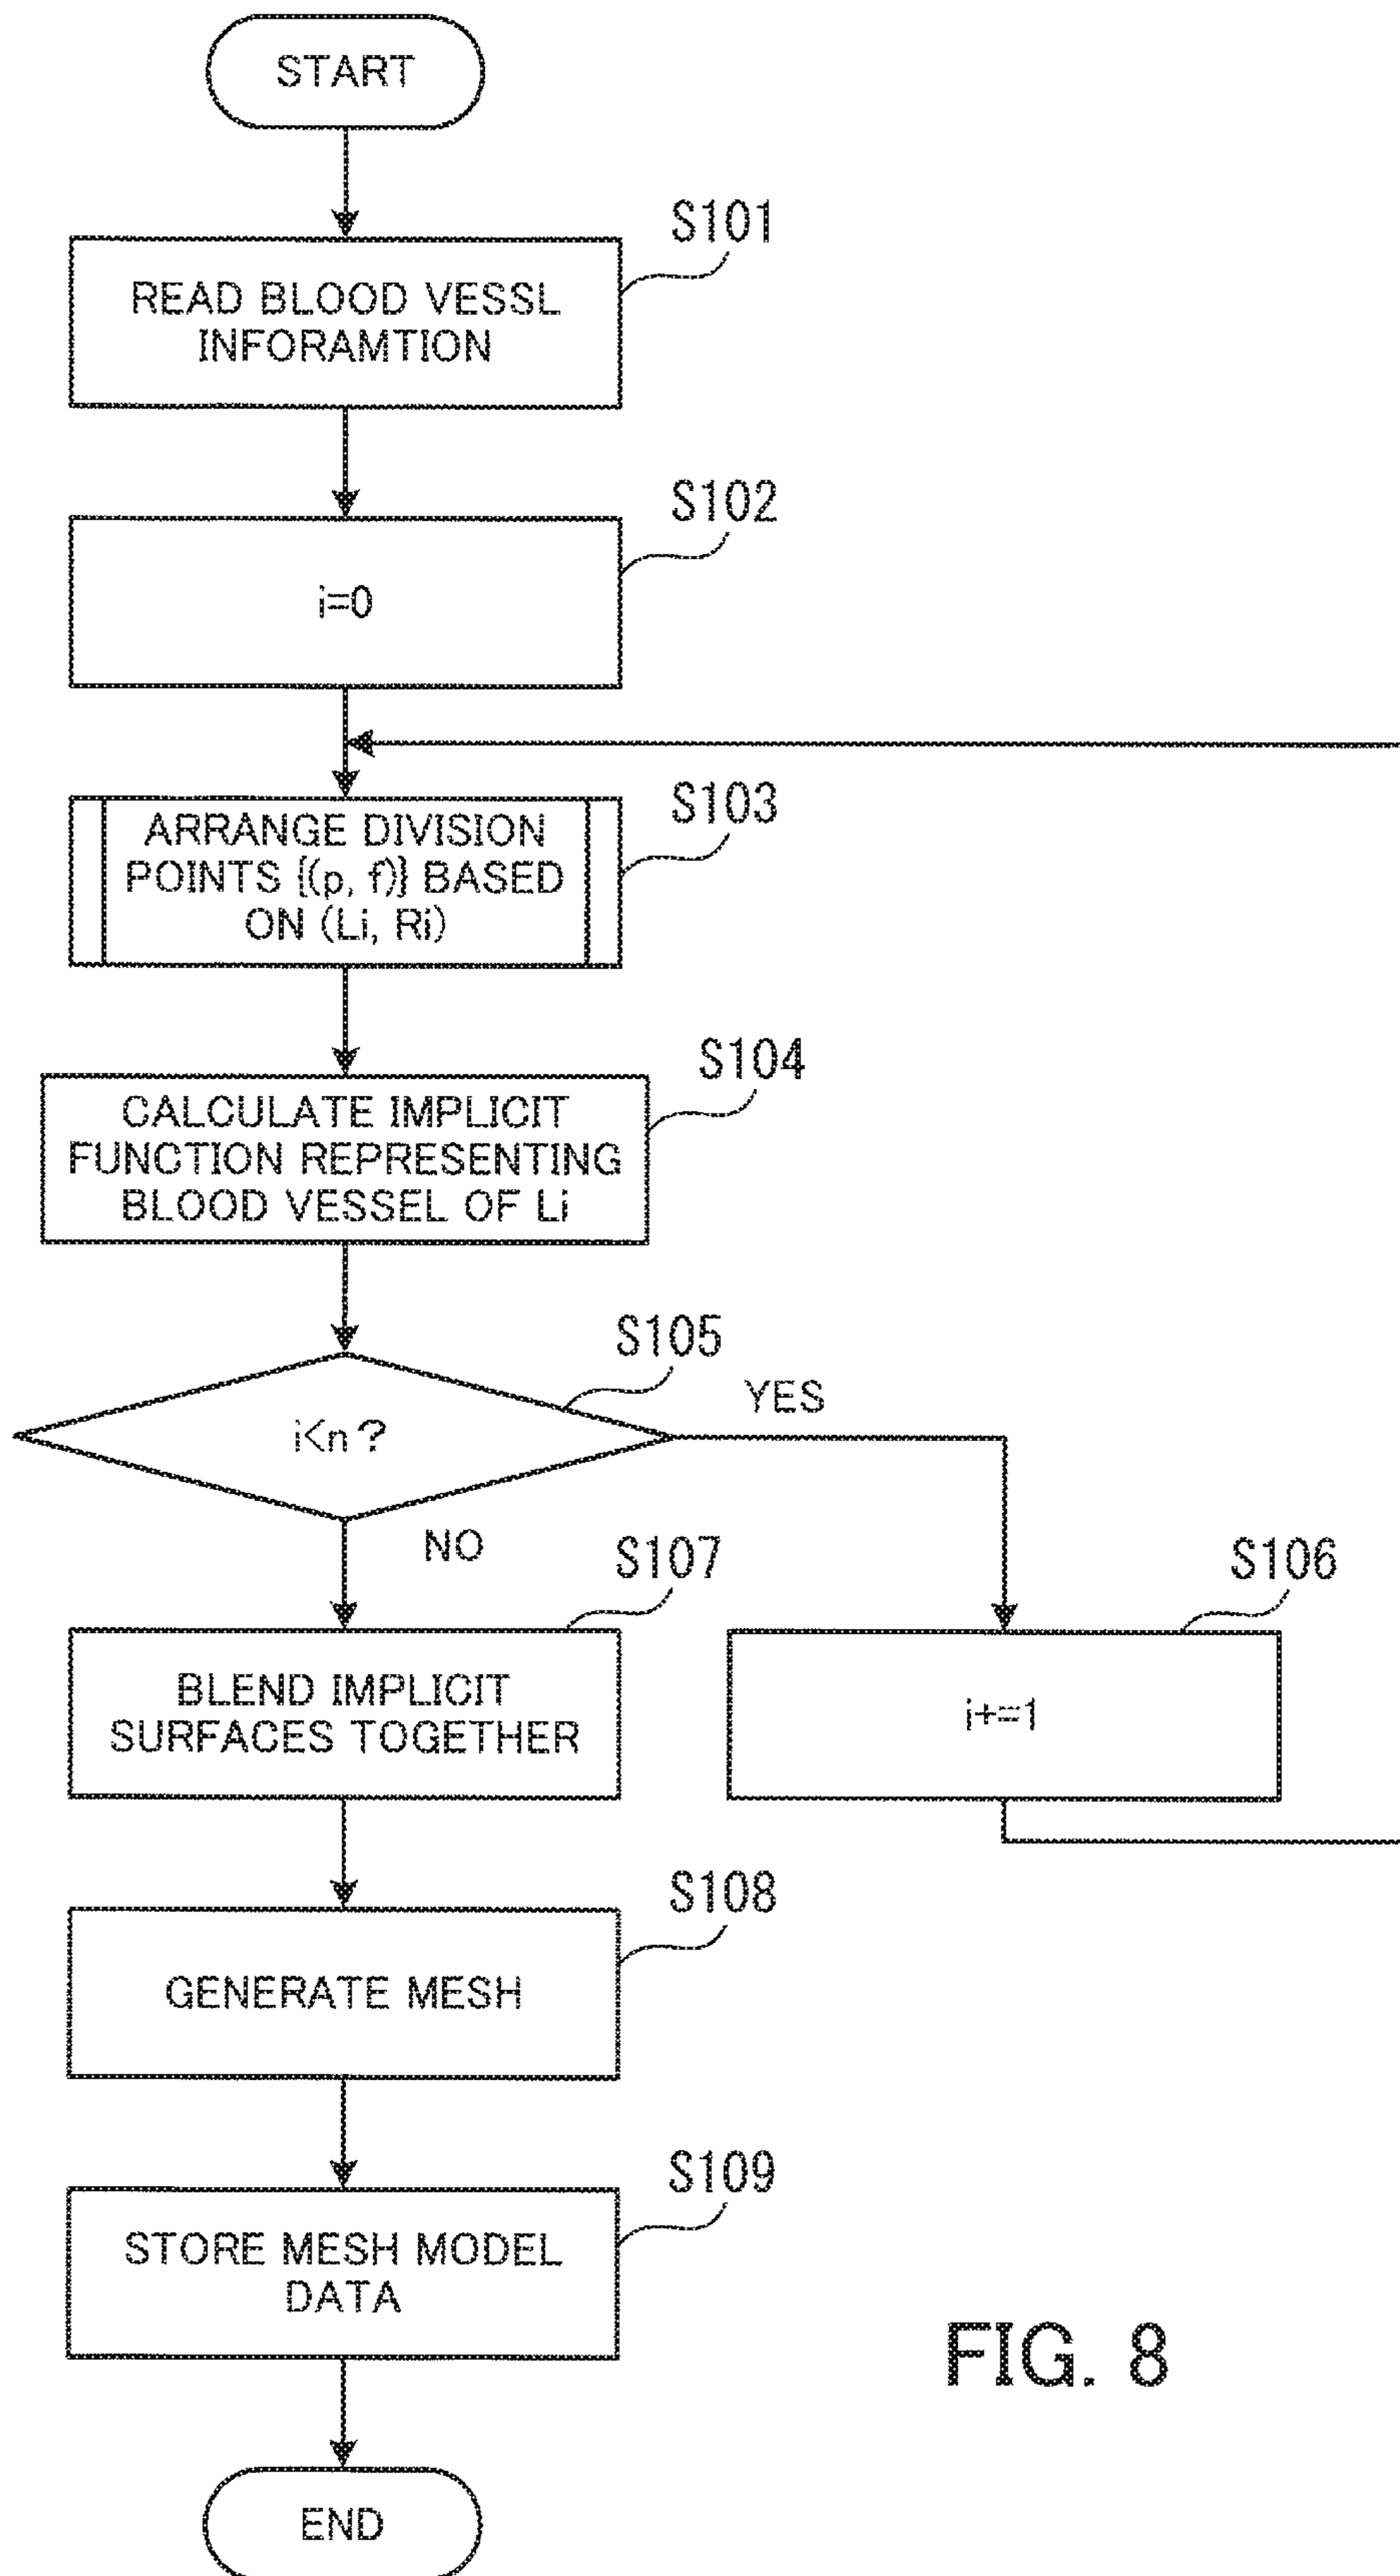 START
S101
READ BLOOD VESSL
INFORAMTION
S102
i=0
S103
ARRANGE DIVISION
POINTS {(p, f)} BASED
ON (Li, Ri)
S104
CALCULATE IMPLICIT
FUNCTION REPRESENTING
BLOOD VESSEL OF Li
S105
i<n?
YES
NO
S106
i+=1
S107
BLEND IMPLICIT
SURFACES TOGETHER
S108
GENERATE MESH
S109
STORE MESH MODEL
DATA
END
FIG. 8